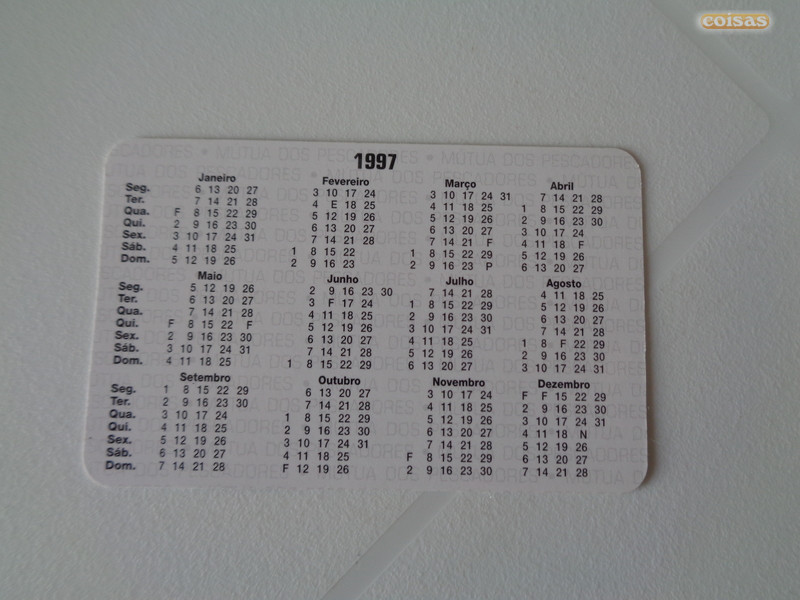 coisas
ESCADORES • MÚTUA DOS PESCADORES • MÚTUA DOS PESCADORES
1997
Janeiro
Seg. 6 13 20 27
Ter. 7 14 21 28
Qua. F 8 15 22 29
Qui. 2 9 16 23 30
Sex. 3 10 17 24 31
Sáb. 4 11 18 25
Dom. 5 12 19 26
Fevereiro
3 10 17 24
4 E 18 25
5 12 19 26
6 13 20 27
7 14 21 28
1 8 15 22
2 9 16 23
Março
3 10 17 24 31
4 11 18 25
5 12 19 26
6 13 20 27
7 14 21 F
1 8 15 22 29
2 9 16 23 P
Abril
7 14 21 28
1 8 15 22 29
2 9 16 23 30
3 10 17 24
4 11 18 F
5 12 19 26
6 13 20 27
Maio
Seg. 5 12 19 26
Ter. 6 13 20 27
Qua. 7 14 21 28
Qui. F 8 15 22 F
Sex. 2 9 16 23 30
Sáb. 3 10 17 24 31
Dom. 4 11 18 25
Junho
2 9 16 23 30
3 F 17 24
4 11 18 25
5 12 19 26
6 13 20 27
7 14 21 28
1 8 15 22 29
Julho
7 14 21 28
1 8 15 22 29
2 9 16 23 30
3 10 17 24 31
4 11 18 25
5 12 19 26
6 13 20 27
Agosto
4 11 18 25
5 12 19 26
6 13 20 27
7 14 21 28
1 8 F 22 29
2 9 16 23 30
3 10 17 24 31
Setembro
Seg. 1 8 15 22 29
Ter. 2 9 16 23 30
Qua. 3 10 17 24
Qui. 4 11 18 25
Sex. 5 12 19 26
Sáb. 6 13 20 27
Dom. 7 14 21 28
Outubro
6 13 20 27
7 14 21 28
1 8 15 22 29
2 9 16 23 30
3 10 17 24 31
4 11 18 25
F 12 19 26
Novembro
3 10 17 24
4 11 18 25
5 12 19 26
6 13 20 27
7 14 21 28
F 8 15 22 29
2 9 16 23 30
Dezembro
F F 15 22 29
2 9 16 23 30
3 10 17 24 31
4 11 18 N
5 12 19 26
6 13 20 27
7 14 21 28